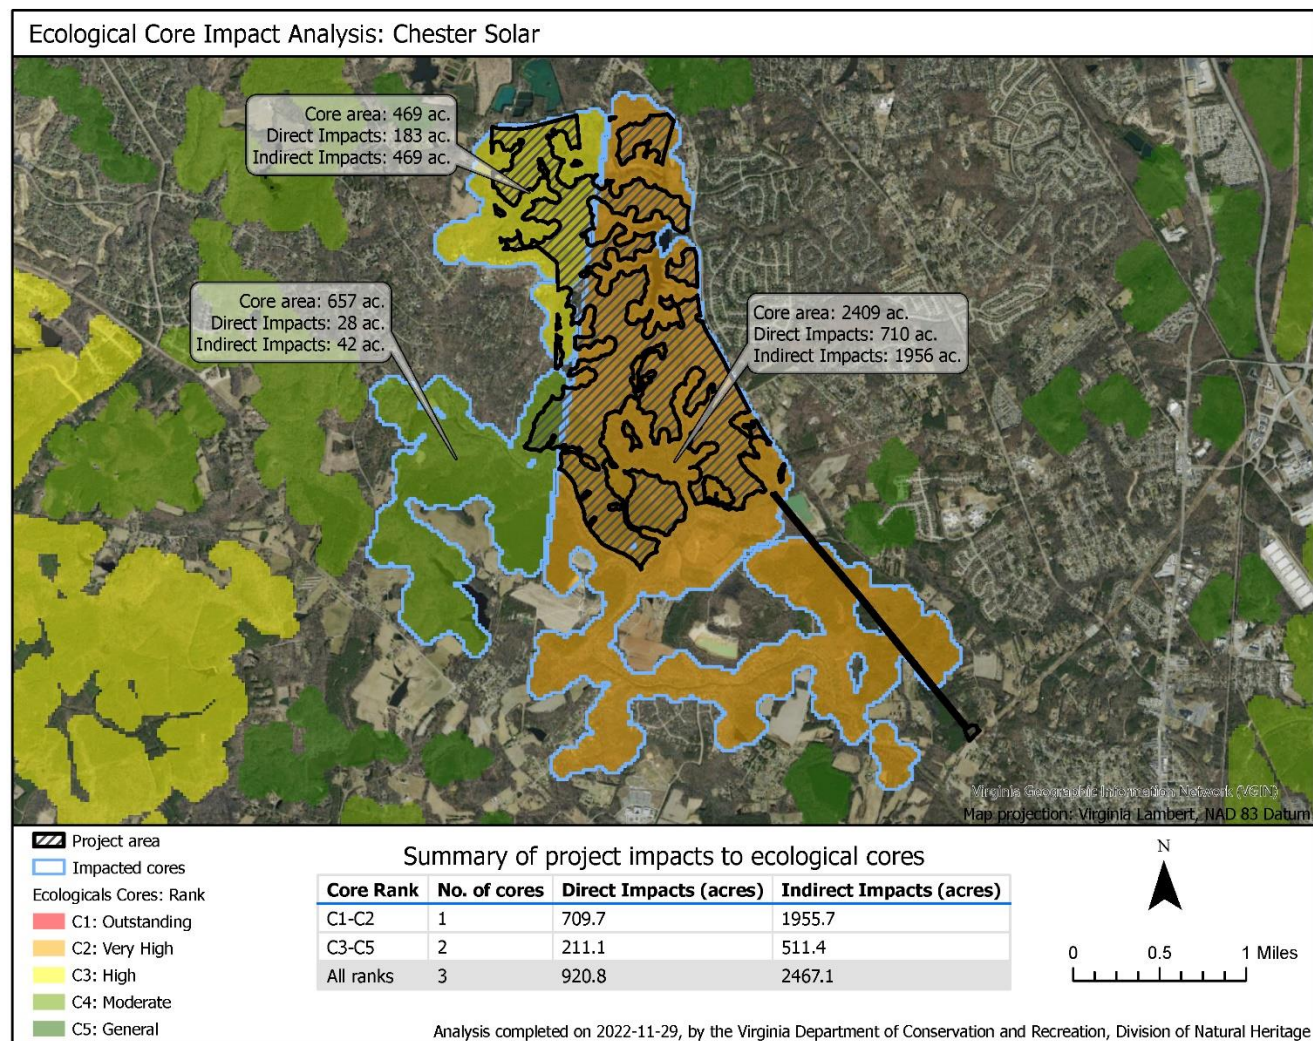 Ecological Core Impact Analysis: Chester Solar
Core area: 469 ac.
Direct Impacts: 183 ac.
Indirect Impacts: 469 ac.
Core area: 657 ac.
Direct Impacts: 28 ac.
Indirect Impacts: 42 ac.
Core area: 2409 ac.
Direct Impacts: 710 ac.
Indirect Impacts: 1956 ac.
Virginia Geographic Information Network (VGIN)
Map projection: Virginia Lambert, NAD 83 Datum
Project area
Impacted cores
Ecologicals Cores: Rank
C1: Outstanding
C2: Very High
C3: High
C4: Moderate
C5: General
Summary of project impacts to ecological cores
Core Rank No. of cores Direct Impacts (acres) Indirect Impacts (acres)
C1-C2 1 709.7 1955.7
C3-C5 2 211.1 511.4
All ranks 3 920.8 2467.1
N
0 0.5 1 Miles
Analysis completed on 2022-11-29, by the Virginia Department of Conservation and Recreation, Division of Natural Heritage